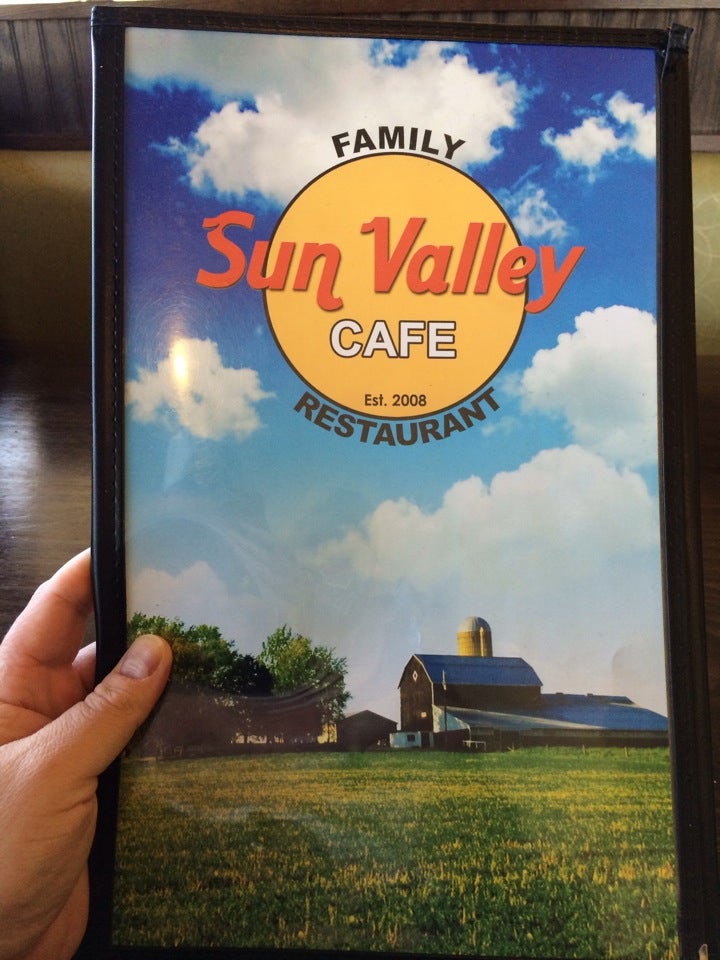 FAMILY
Sun Valley
CAFE
Est. 2008
RESTAURANT